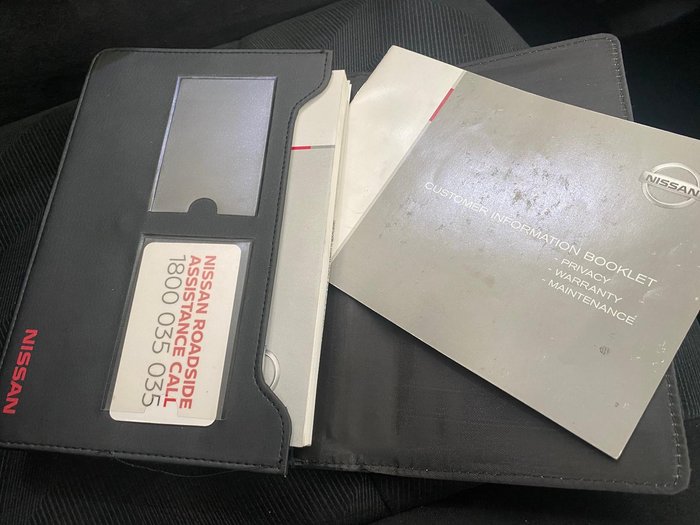 NISSAN
NISSAN ROADSIDE
ASSISTANCE CALL
1800 035 035
NISSAN
CUSTOMER INFORMATION BOOKLET
- PRIVACY
- WARRANTY
- MAINTENANCE